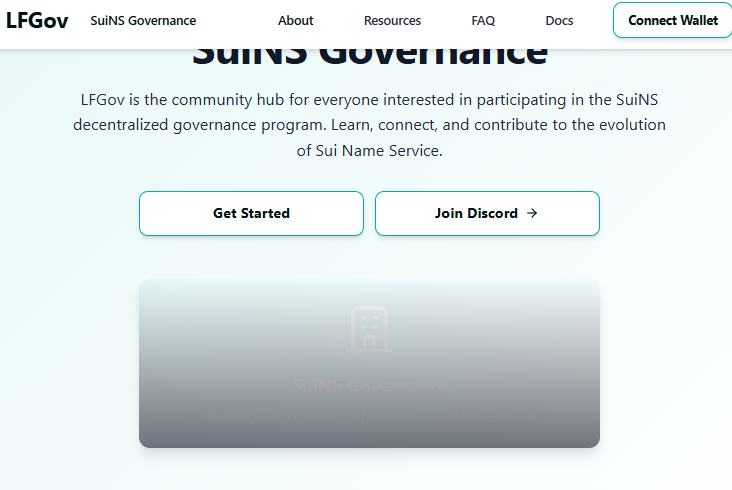 LFGov SuiNS Governance About Resources FAQ Docs Connect Wallet
SuiNS Governance
LFGov is the community hub for everyone interested in participating in the SuiNS
decentralized governance program. Learn, connect, and contribute to the evolution
of Sui Name Service.
Get Started Join Discord →
SuiNS Governance